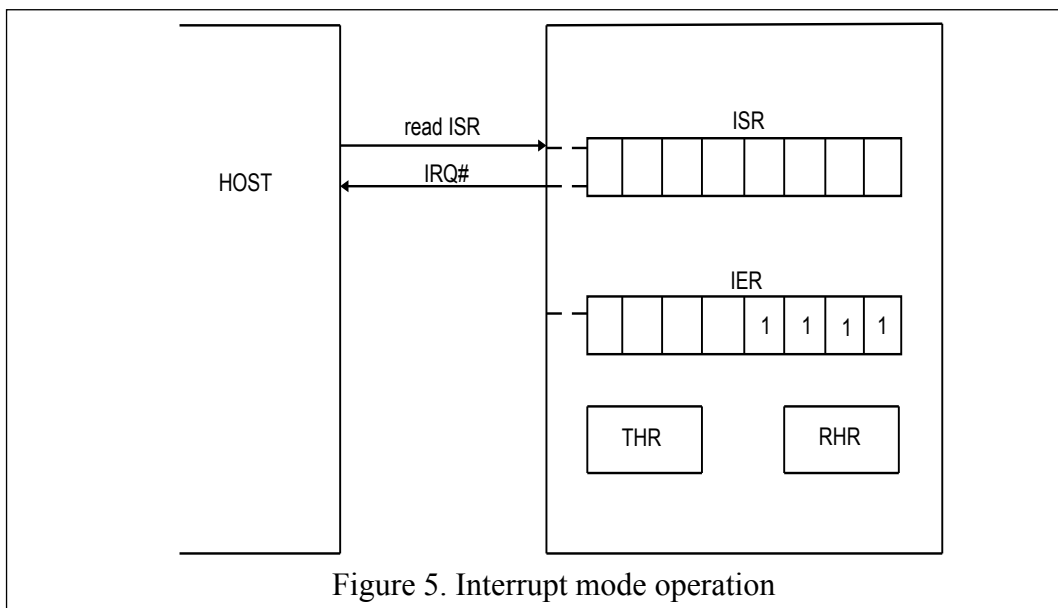 read ISR
ISR
HOST
IRQ#
IER
1 1 1 1
THR RHR
Figure 5. Interrupt mode operation